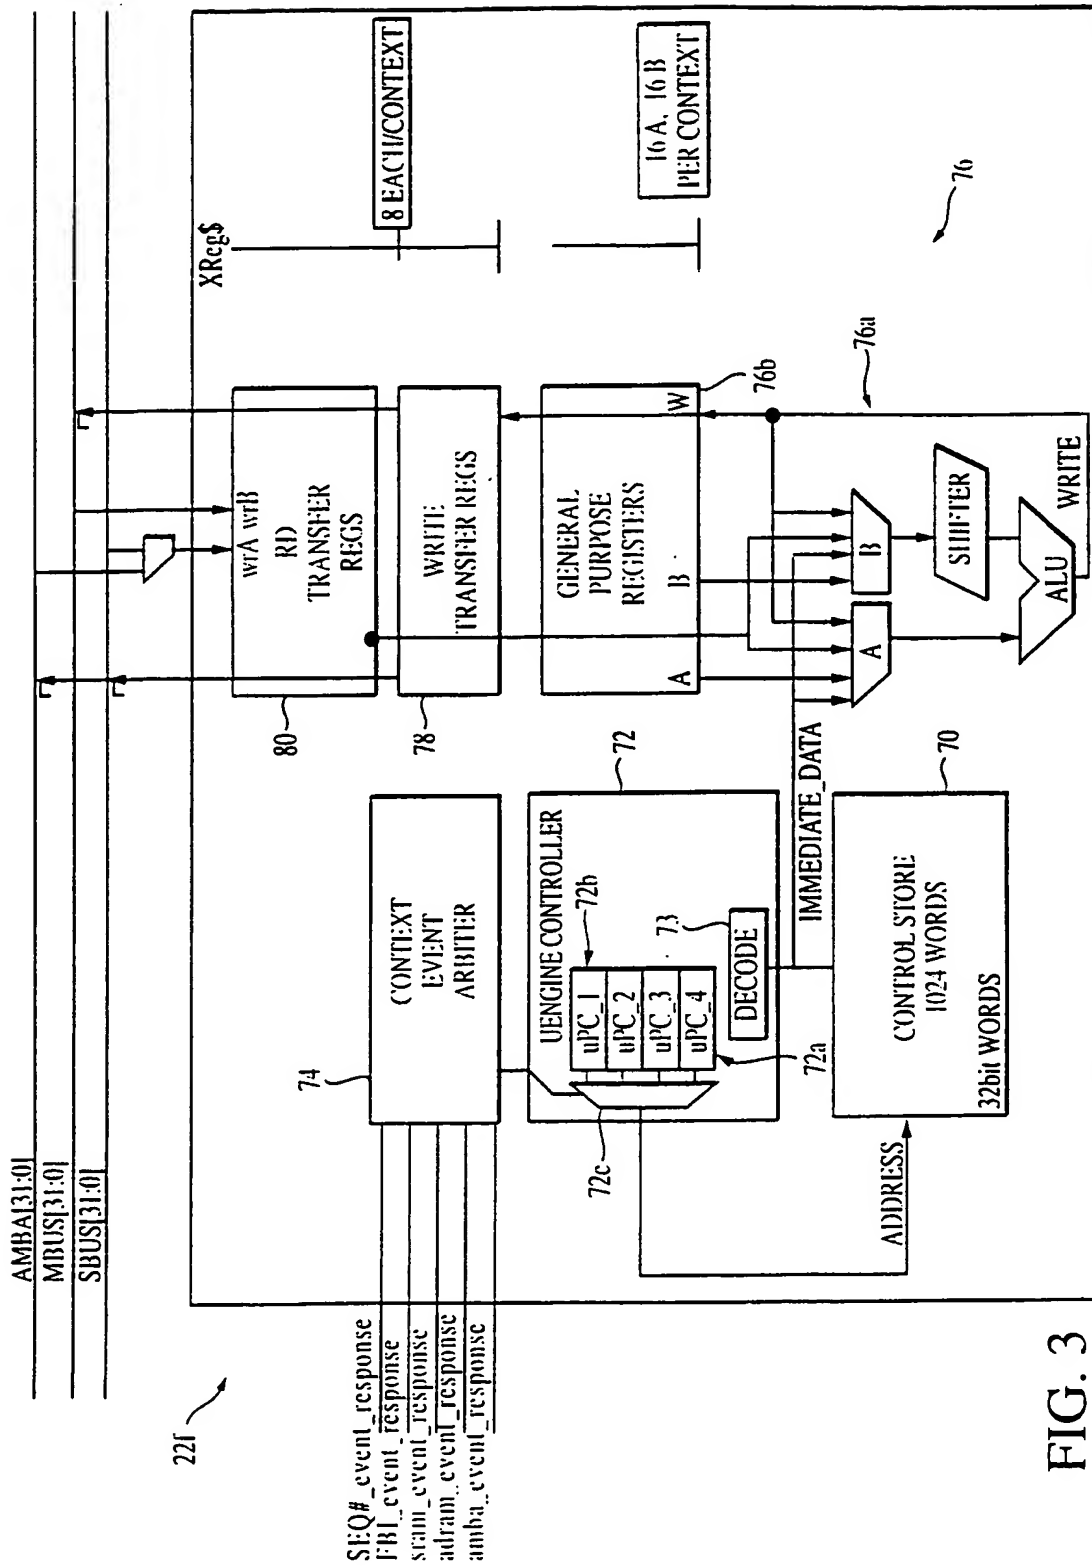 AMBA[31:0]
MBUS[31:0]
SBUS[31:0]
22f
SEQ#_event_response
FBI_event_response
sram_event_response
adram_event_response
amba_event_response
74
CONTEXT
EVENT
ARBITER
UENGINE CONTROLLER
72
72b
uPC_1
uPC_2
uPC_3
uPC_4
72a
72c
73
DECODE
IMMEDIATE_DATA
ADDRESS
70
CONTROL STORE
1024 WORDS
32bit WORDS
wrA wrB
RD
TRANSFER
REGS
80
WRITE
TRANSFER REGS
78
GENERAL
PURPOSE
REGISTERS
A
B
W
76b
A
B
76a
SHIFTER
ALU
WRITE
XReg$
8 EACH/CONTEXT
16 A, 16 B
PER CONTEXT
76
FIG. 3